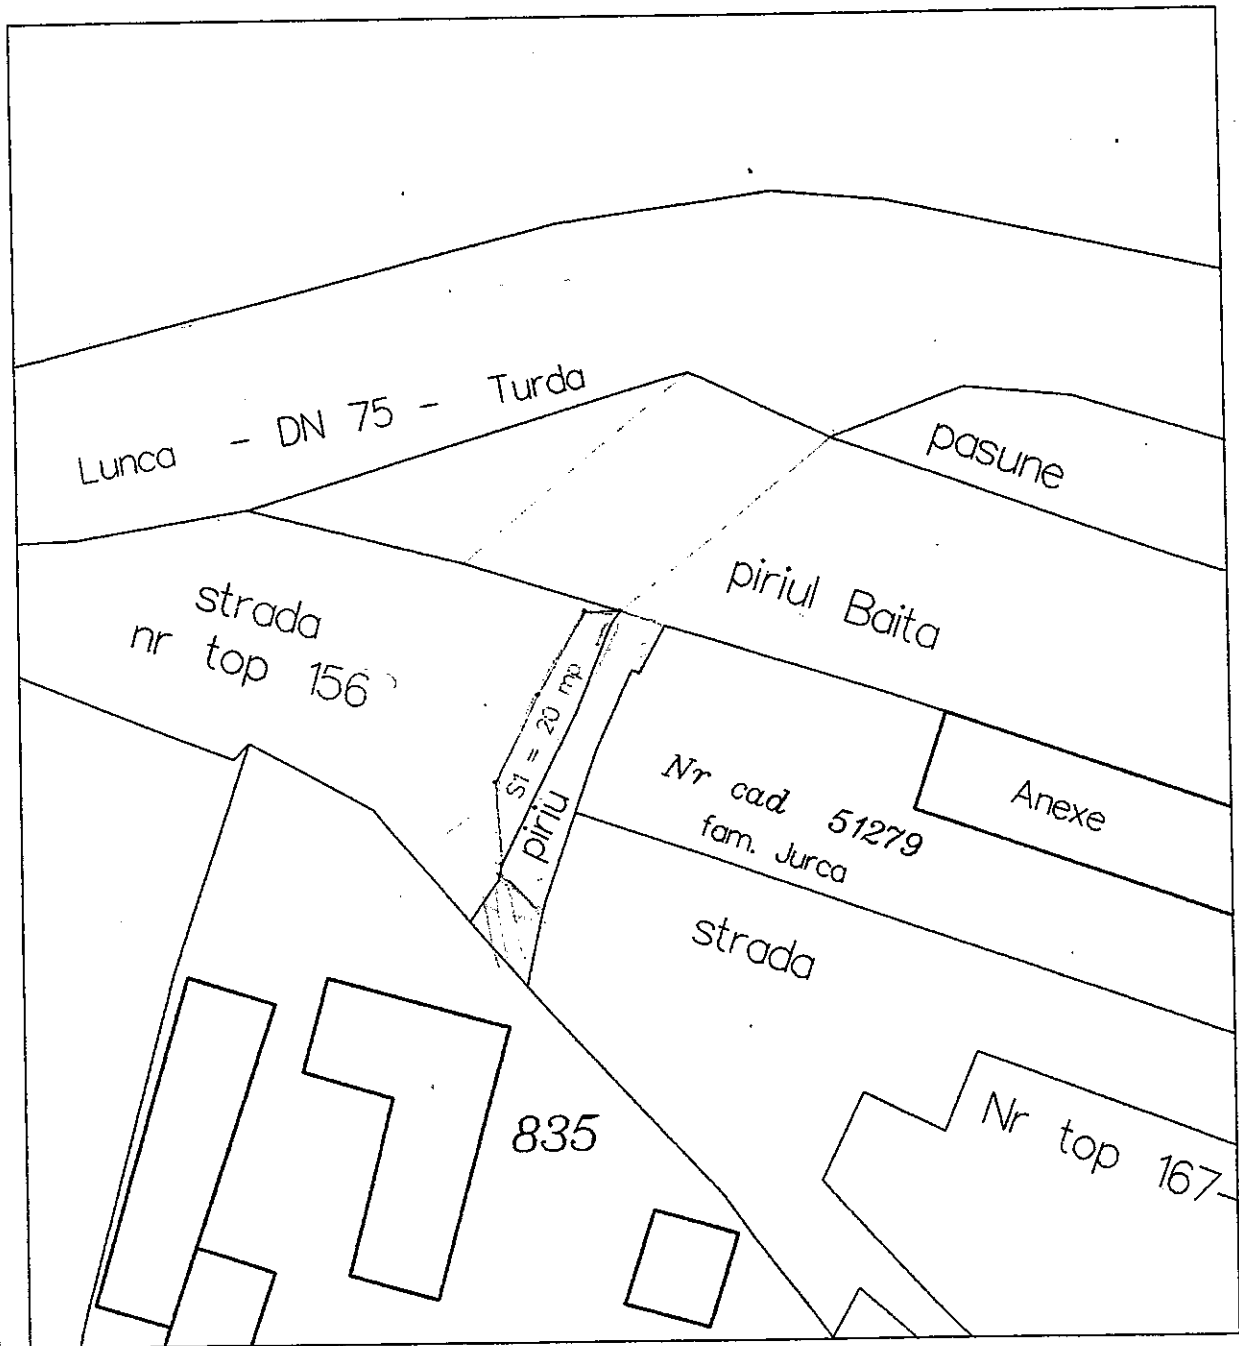 Lunca - DN 75 - Turda
pasune
piriul Baita
strada
nr top 156
S1 = 20 mp
piriu
Nr cad 51279
fam. Jurca
Anexe
strada
835
Nr top 167-